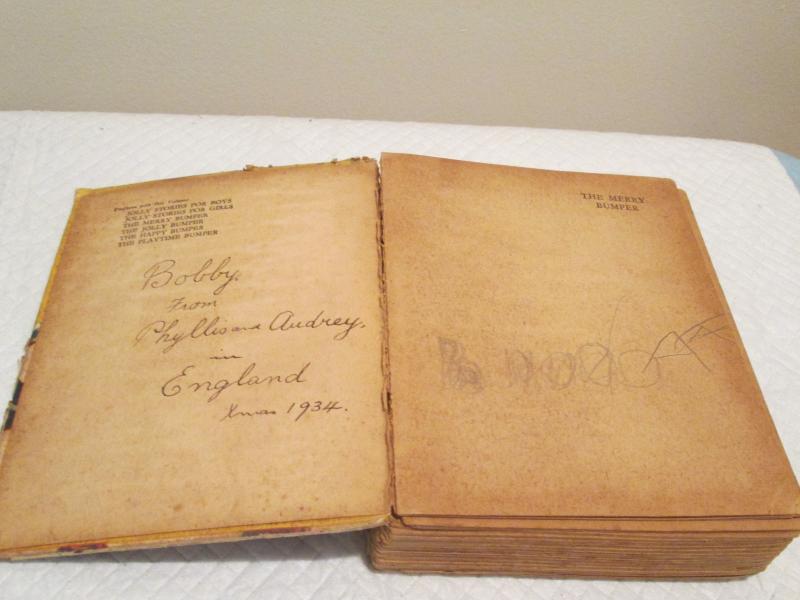 Uniform with this Volume
JOLLY STORIES FOR BOYS
JOLLY STORIES FOR GIRLS
THE MERRY BUMPER
THE JOLLY BUMPER
THE HAPPY BUMPER
THE PLAYTIME BUMPER
Bobby.
From
Phyllis and Audrey,
in
England
Xmas 1934.
THE MERRY
BUMPER